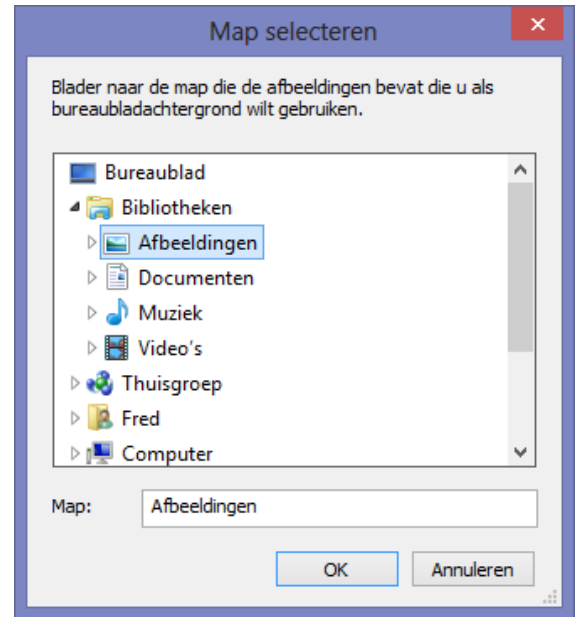 Map selecteren
Blader naar de map die de afbeeldingen bevat die u als
bureaubladachtergrond wilt gebruiken.
Bureaublad
Bibliotheken
Afbeeldingen
Documenten
Muziek
Video's
Thuisgroep
Fred
Computer
Map: Afbeeldingen
OK Annuleren